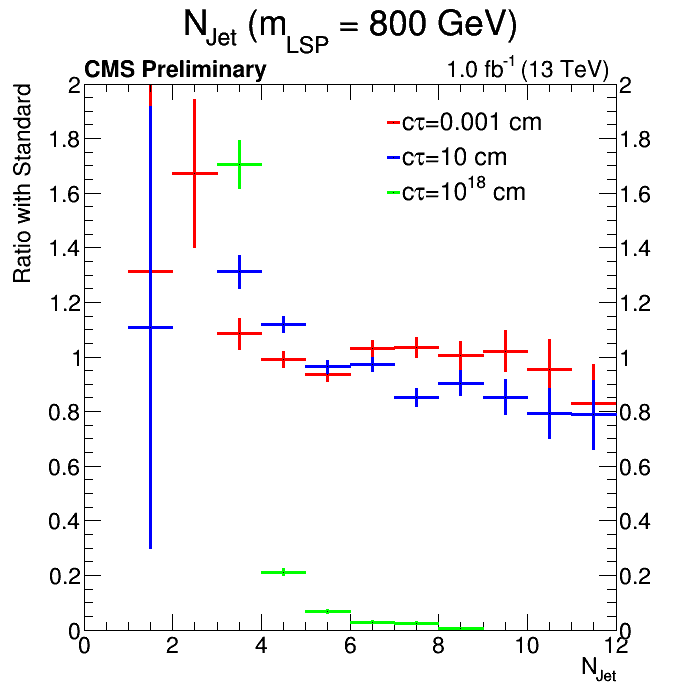 N_Jet (m_LSP = 800 GeV)
CMS Preliminary 1.0 fb⁻¹ (13 TeV)
Ratio with Standard
cτ=0.001 cm
cτ=10 cm
cτ=10¹⁸ cm
2 2
1.8 1.8
1.6 1.6
1.4 1.4
1.2 1.2
1 1
0.8 0.8
0.6 0.6
0.4 0.4
0.2 0.2
0 0
0 2 4 6 8 10 12
N_Jet